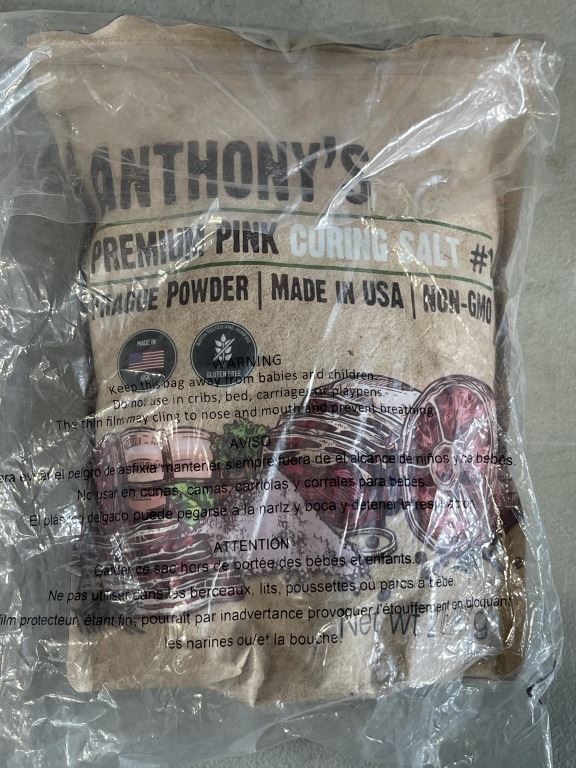 ANTHONY'S
PREMIUM PINK CURING SALT #1
POWDER | MADE IN USA | NON-GMO
MADE IN
GLUTEN FREE
WARNING
Keep this bag away from babies and children.
Do not use in cribs, bed, carriages or playpens.
The thin film may cling to nose and mouth and prevent breathing.
AVISO
evitar el peligro de asfixia mantener siempre fuera de el alcance de niños y de bebés.
No usar en cunas, camas, carriolas y corrales para bebés.
El plástico delgaco puede pegarse a la nariz y boca y detener la
ATTENTION
ce sac hors de portée des bébés et enfants.
Ne pas utiliser dans les berceaux, lits, poussettes ou parcs à bébé.
film protecteur, étant fin, pourrait par inadvertance provoquer l'étouffement en bloquant
les narines ou/et la bouche.
Net Wt